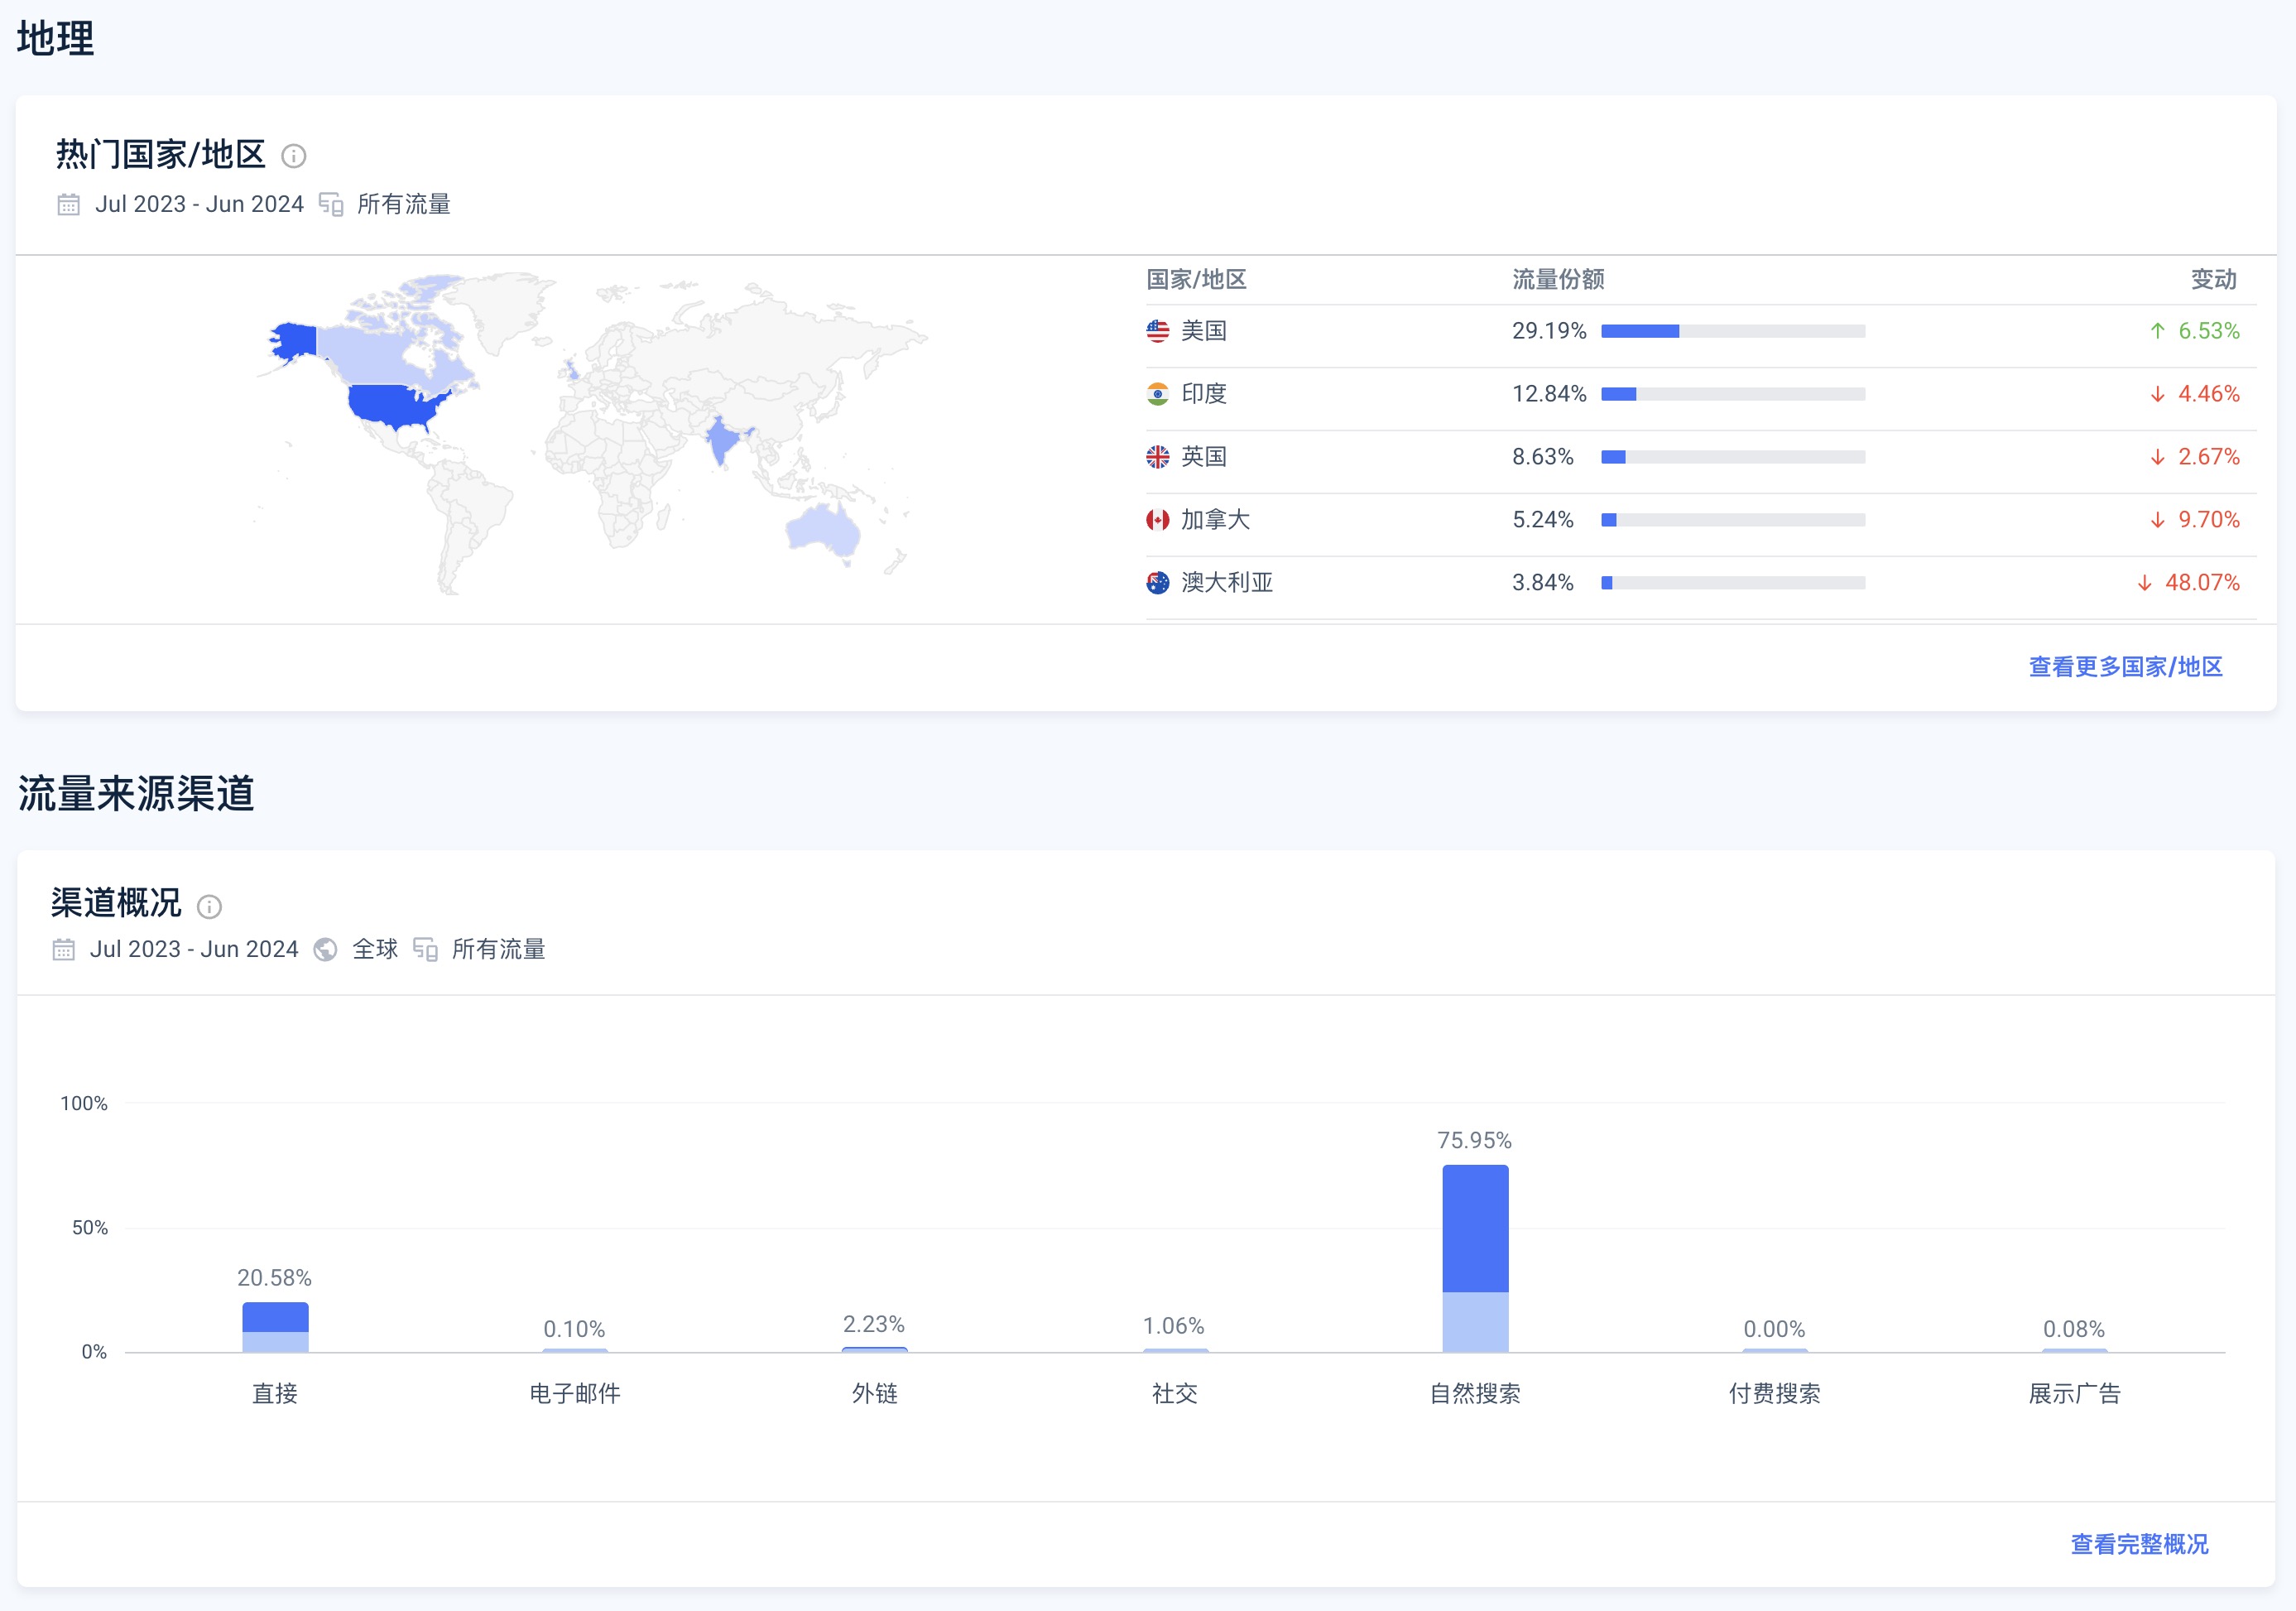 地理
热门国家/地区
Jul 2023 - Jun 2024 所有流量
国家/地区 流量份额 变动
美国 29.19% ↑ 6.53%
印度 12.84% ↓ 4.46%
英国 8.63% ↓ 2.67%
加拿大 5.24% ↓ 9.70%
澳大利亚 3.84% ↓ 48.07%
查看更多国家/地区
流量来源渠道
渠道概况
Jul 2023 - Jun 2024 全球 所有流量
100%
75.95%
50%
20.58%
0.10%
2.23%
1.06%
0.00%
0.08%
0%
直接 电子邮件 外链 社交 自然搜索 付费搜索 展示广告
查看完整概况